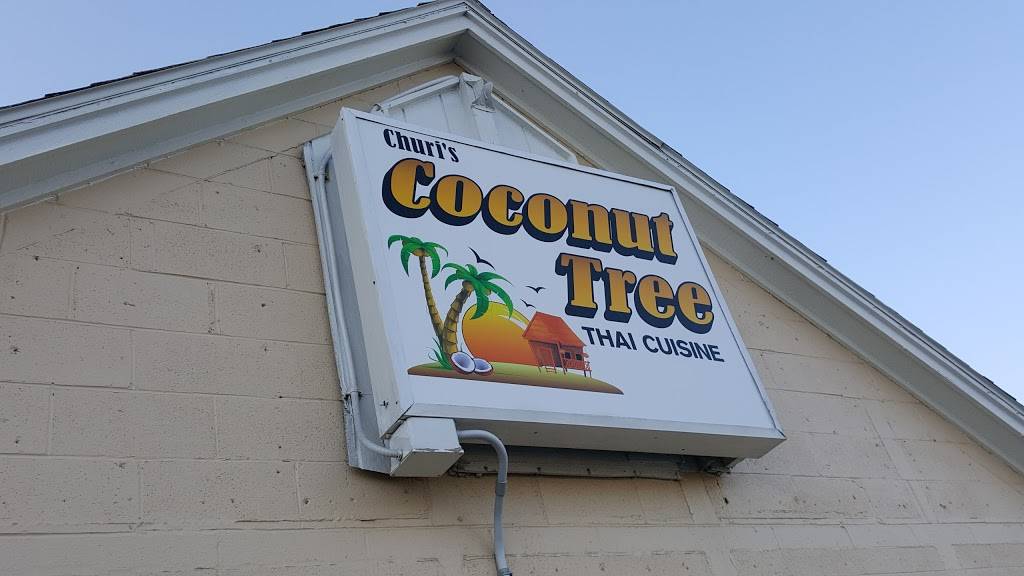 Churi's
Coconut
Tree
THAI CUISINE